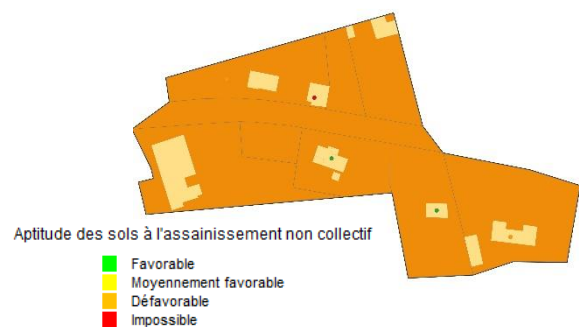 Aptitude des sols à l'assainissement non collectif
Favorable
Moyennement favorable
Défavorable
Impossible